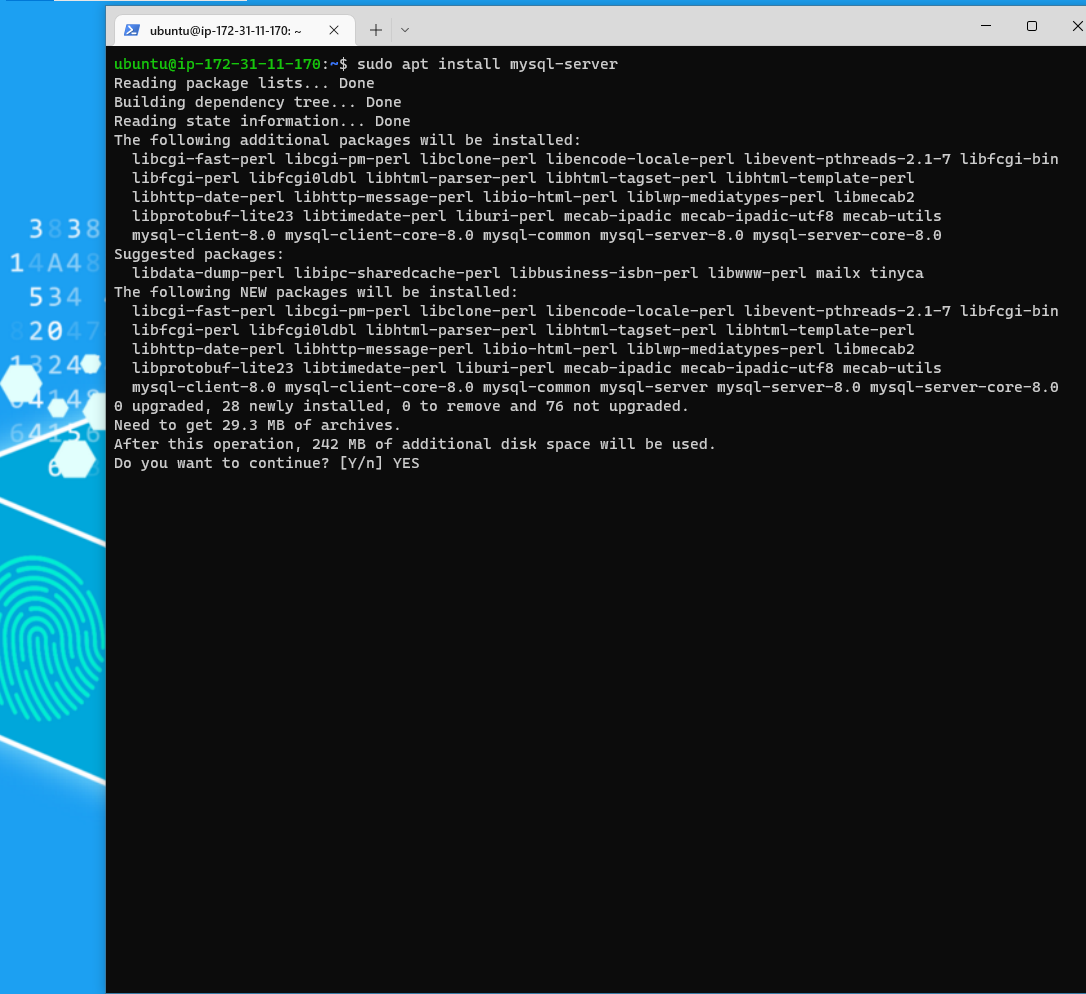 ubuntu@ip-172-31-11-170: ~
ubuntu@ip-172-31-11-170:~$ sudo apt install mysql-server
Reading package lists... Done
Building dependency tree... Done
Reading state information... Done
The following additional packages will be installed:
libcgi-fast-perl libcgi-pm-perl libclone-perl libencode-locale-perl libevent-pthreads-2.1-7 libfcgi-bin
libfcgi-perl libfcgi0ldbl libhtml-parser-perl libhtml-tagset-perl libhtml-template-perl
libhttp-date-perl libhttp-message-perl libio-html-perl liblwp-mediatypes-perl libmecab2
libprotobuf-lite23 libtimedate-perl liburi-perl mecab-ipadic mecab-ipadic-utf8 mecab-utils
mysql-client-8.0 mysql-client-core-8.0 mysql-common mysql-server-8.0 mysql-server-core-8.0
Suggested packages:
libdata-dump-perl libipc-sharedcache-perl libbusiness-isbn-perl libwww-perl mailx tinyca
The following NEW packages will be installed:
libcgi-fast-perl libcgi-pm-perl libclone-perl libencode-locale-perl libevent-pthreads-2.1-7 libfcgi-bin
libfcgi-perl libfcgi0ldbl libhtml-parser-perl libhtml-tagset-perl libhtml-template-perl
libhttp-date-perl libhttp-message-perl libio-html-perl liblwp-mediatypes-perl libmecab2
libprotobuf-lite23 libtimedate-perl liburi-perl mecab-ipadic mecab-ipadic-utf8 mecab-utils
mysql-client-8.0 mysql-client-core-8.0 mysql-common mysql-server mysql-server-8.0 mysql-server-core-8.0
0 upgraded, 28 newly installed, 0 to remove and 76 not upgraded.
Need to get 29.3 MB of archives.
After this operation, 242 MB of additional disk space will be used.
Do you want to continue? [Y/n] YES
3838
14A48
534
82047